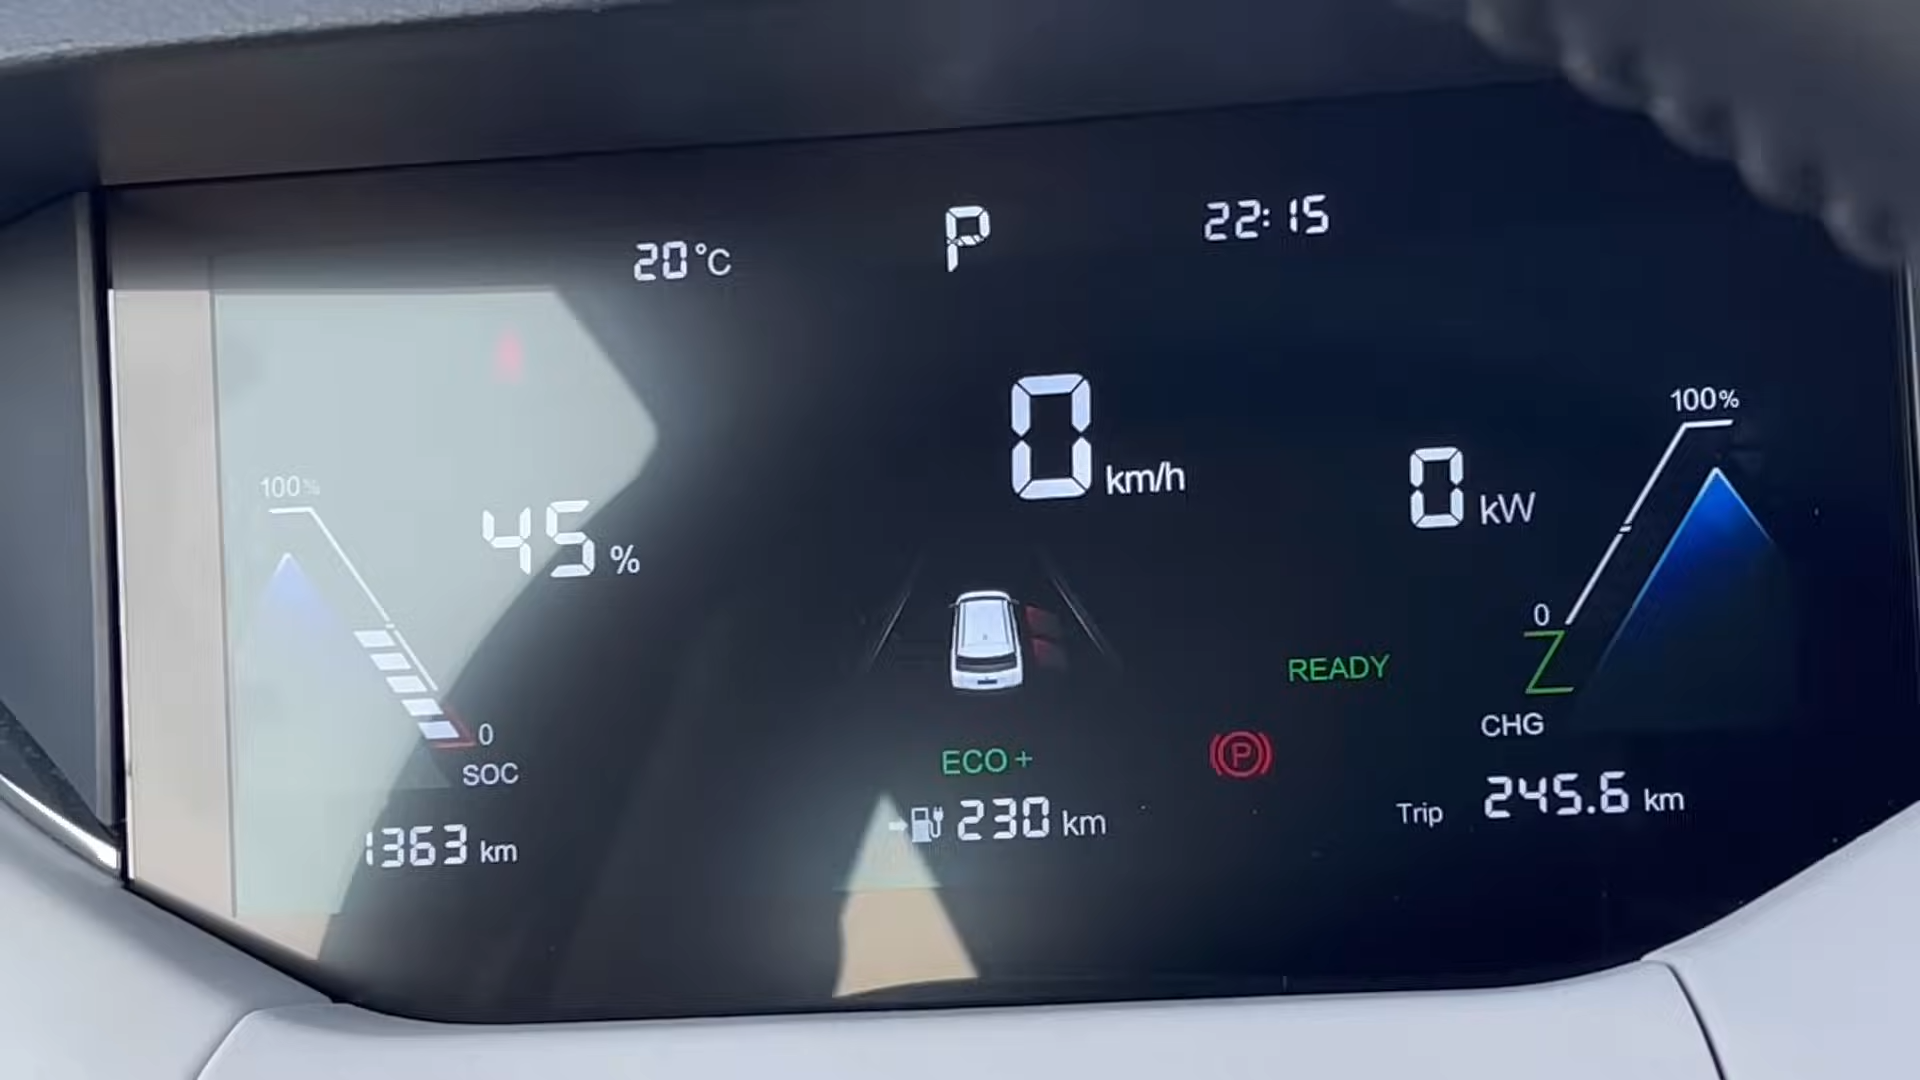 20°C
P
22:15
0 km/h
100%
45 %
0
SOC
0 kW
100%
0
CHG
READY
ECO+
P
230 km
1363 km
Trip 245.6 km